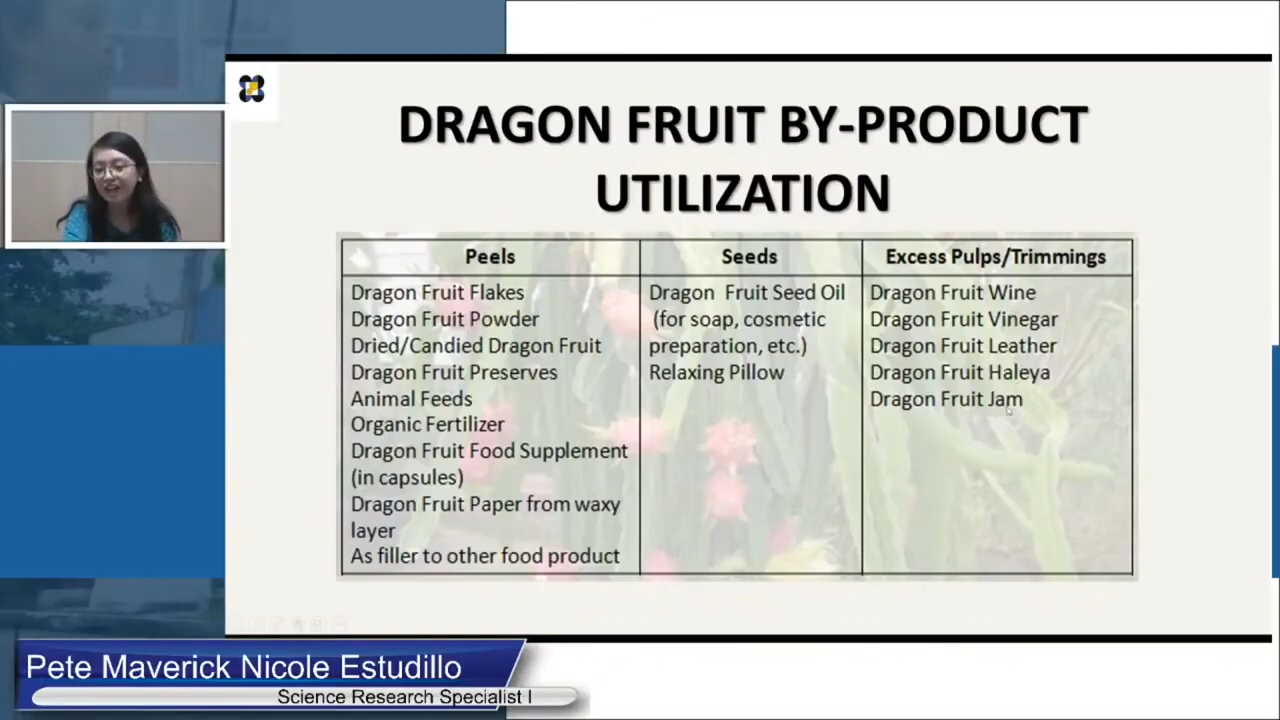 DRAGON FRUIT BY-PRODUCT
UTILIZATION
Peels
Dragon Fruit Flakes
Dragon Fruit Powder
Dried/Candied Dragon Fruit
Dragon Fruit Preserves
Animal Feeds
Organic Fertilizer
Dragon Fruit Food Supplement
(in capsules)
Dragon Fruit Paper from waxy
layer
As filler to other food product
Seeds
Dragon Fruit Seed Oil
(for soap, cosmetic
preparation, etc.)
Relaxing Pillow
Excess Pulps/Trimmings
Dragon Fruit Wine
Dragon Fruit Vinegar
Dragon Fruit Leather
Dragon Fruit Haleya
Dragon Fruit Jam
Pete Maverick Nicole Estudillo
Science Research Specialist I